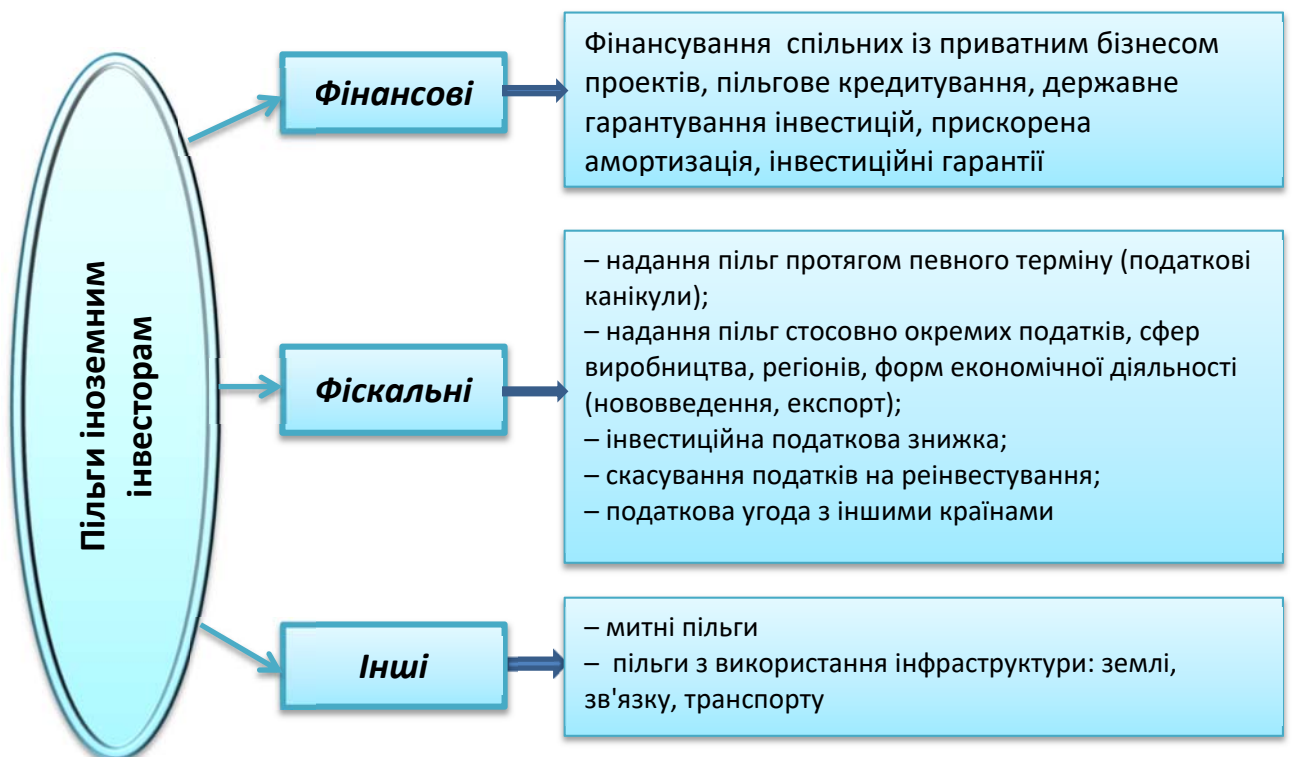 Пільги іноземним
інвесторам
Фінансові
Фінансування спільних із приватним бізнесом
проектів, пільгове кредитування, державне
гарантування інвестицій, прискорена
амортизація, інвестиційні гарантії
Фіскальні
– надання пільг протягом певного терміну (податкові
канікули);
– надання пільг стосовно окремих податків, сфер
виробництва, регіонів, форм економічної діяльності
(нововведення, експорт);
– інвестиційна податкова знижка;
– скасування податків на реінвестування;
– податкова угода з іншими країнами
Інші
– митні пільги
– пільги з використання інфраструктури: землі,
зв'язку, транспорту